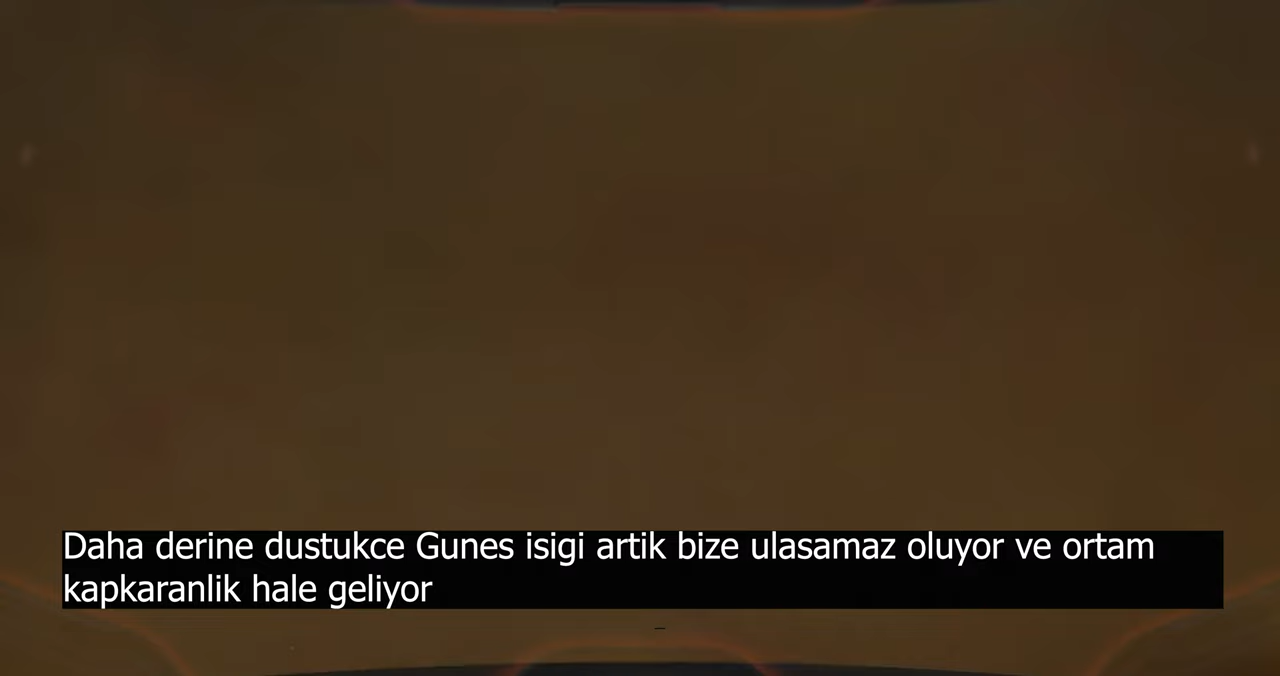 Daha derine dustukce Gunes isigi artik bize ulasamaz oluyor ve ortam
kapkaranlik hale geliyor